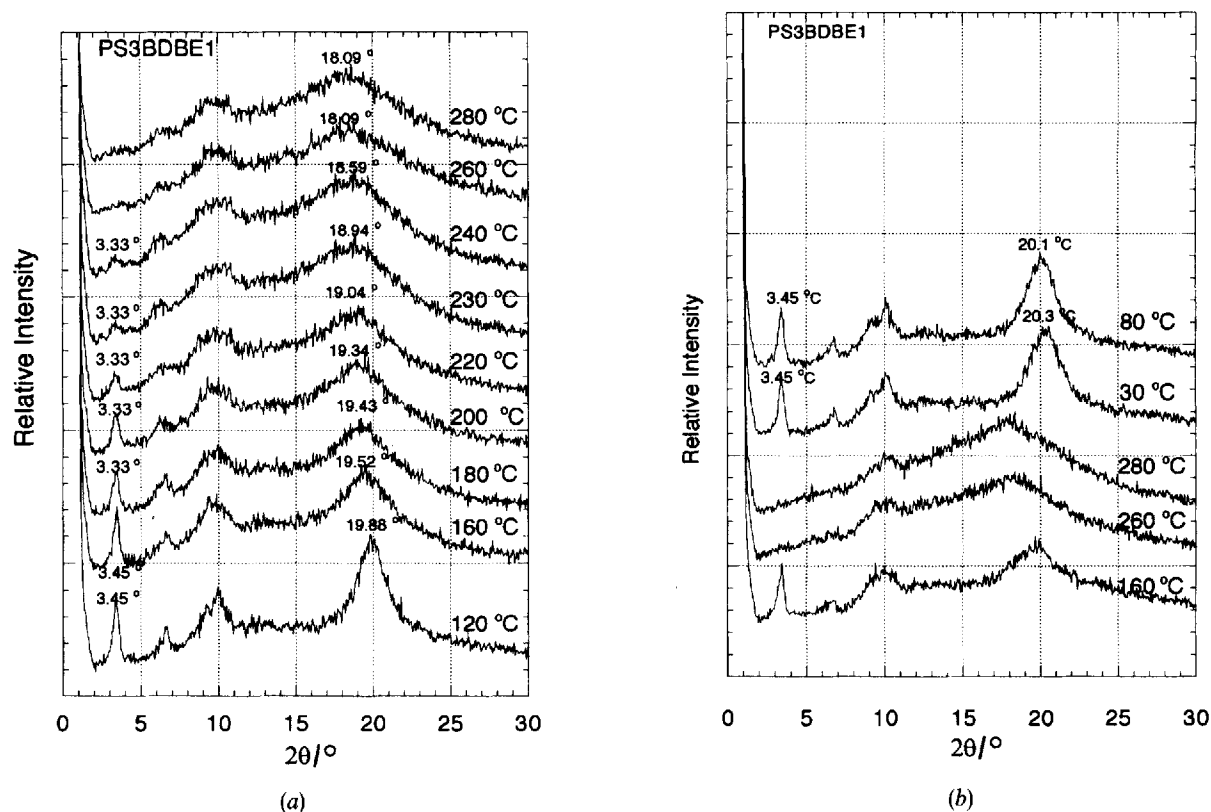 PS3BDBE1
18.09 °
280 °C
18.09 °
260 °C
18.59 °
3.33 °
240 °C
18.94 °
3.33 °
230 °C
19.04 °
3.33 °
220 °C
19.34 °
3.33 °
200 °C
19.43 °
3.33 °
180 °C
19.52 °
160 °C
3.45 °
19.88 °
3.45 °
120 °C
Relative Intensity
0 5 10 15 20 25 30
2θ/°
(a)
PS3BDBE1
20.1 °C
3.45 °C
80 °C
20.3 °C
3.45 °C
30 °C
280 °C
260 °C
160 °C
Relative Intensity
0 5 10 15 20 25 30
2θ/°
(b)